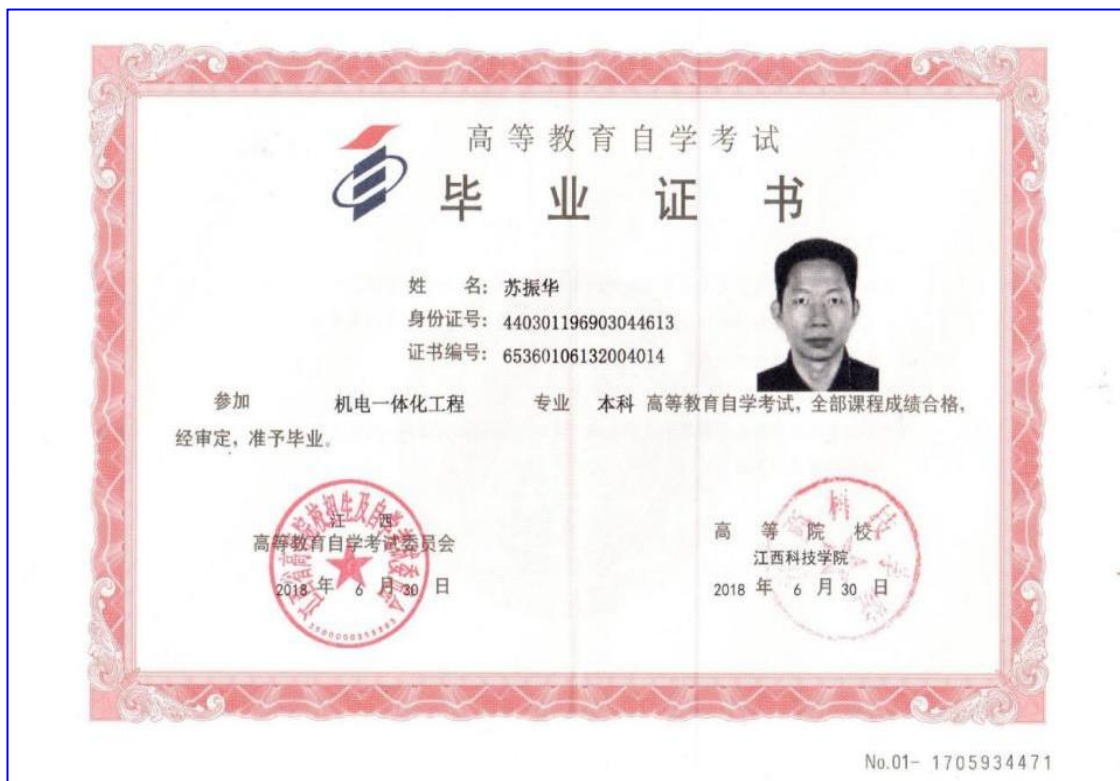 高等教育自学考试
毕业证书
姓 名: 苏振华
身份证号: 440301196903044613
证书编号: 65360106132004014
参加 机电一体化工程 专业 本科 高等教育自学考试, 全部课程成绩合格,
经审定, 准予毕业。
江 西
高等教育自学考试委员会
2018 年 6 月 30 日
高 等 院 校
江西科技学院
2018 年 6 月 30 日
No.01- 1705934471